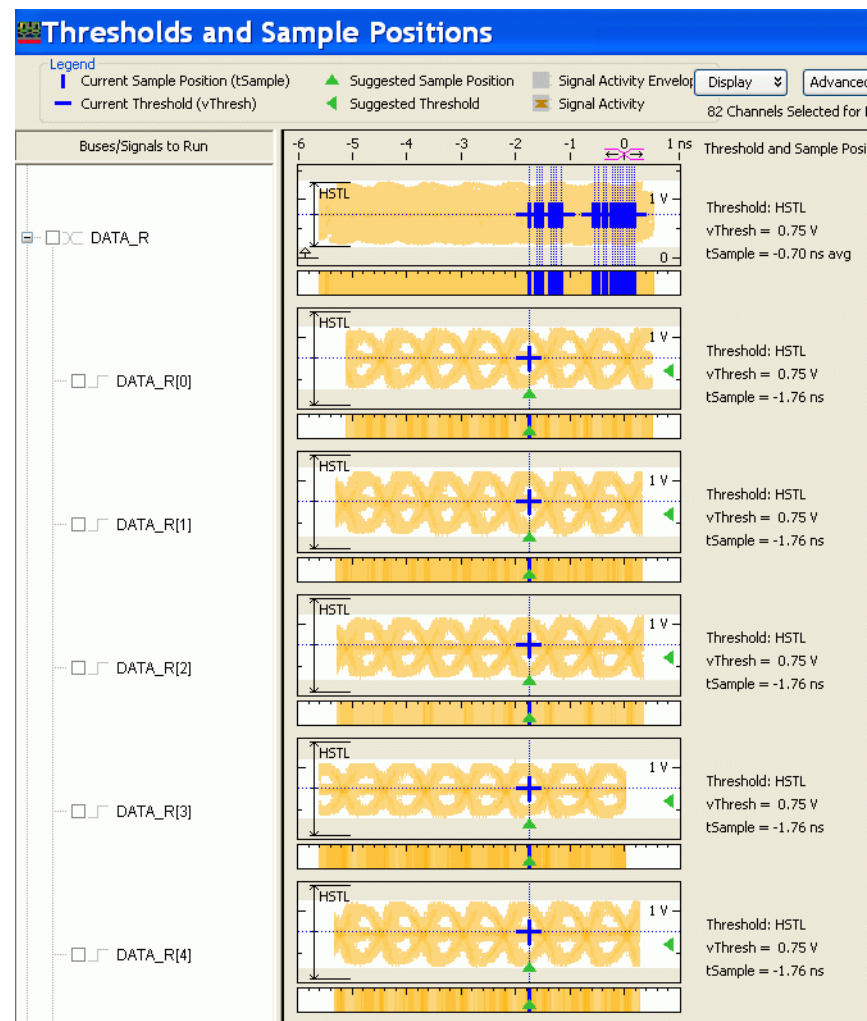 Thresholds and Sample Positions
Legend
Current Sample Position (tSample)
Suggested Sample Position
Signal Activity Envelop
Current Threshold (vThresh)
Suggested Threshold
Signal Activity
Display
Advanced
82 Channels Selected for
Buses/Signals to Run
-6 -5 -4 -3 -2 -1 0 1 ns
Threshold and Sample Posi
DATA_R
HSTL
1 V
0
Threshold: HSTL
vThresh = 0.75 V
tSample = -0.70 ns avg
DATA_R[0]
HSTL
1 V
Threshold: HSTL
vThresh = 0.75 V
tSample = -1.76 ns
DATA_R[1]
HSTL
1 V
Threshold: HSTL
vThresh = 0.75 V
tSample = -1.76 ns
DATA_R[2]
HSTL
1 V
Threshold: HSTL
vThresh = 0.75 V
tSample = -1.76 ns
DATA_R[3]
HSTL
1 V
Threshold: HSTL
vThresh = 0.75 V
tSample = -1.76 ns
DATA_R[4]
HSTL
1 V
Threshold: HSTL
vThresh = 0.75 V
tSample = -1.76 ns